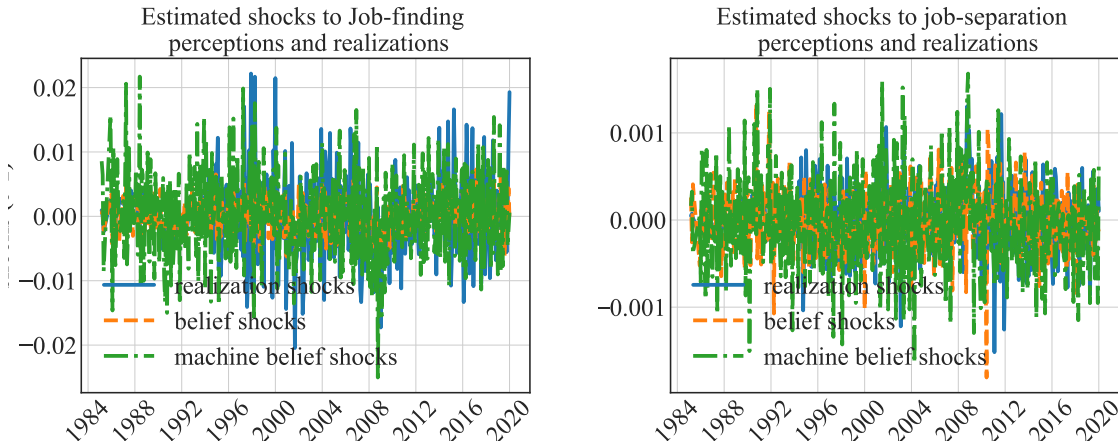 Estimated shocks to Job-finding
perceptions and realizations
0.02
0.01
0.00
−0.01
−0.02
realization shocks
belief shocks
machine belief shocks
1984
1988
1992
1996
2000
2004
2008
2012
2016
2020
Estimated shocks to job-separation
perceptions and realizations
0.001
0.000
−0.001
realization shocks
belief shocks
machine belief shocks
1984
1988
1992
1996
2000
2004
2008
2012
2016
2020